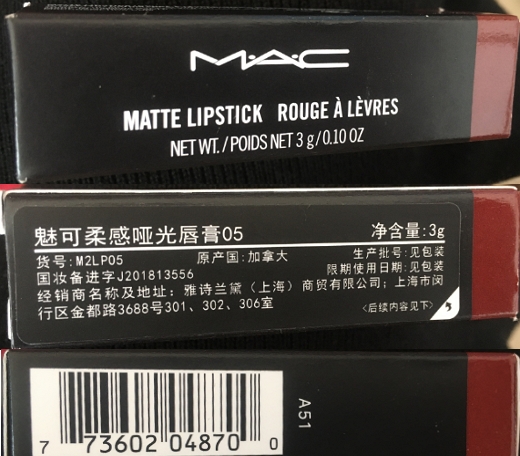 M·A·C
MATTE LIPSTICK ROUGE À LÈVRES
NET WT./POIDS NET 3 g/0.10 OZ
魅可柔感哑光唇膏05 净含量:3g
货号:M2LP05 原产国:加拿大 生产批号:见包装
国妆备进字J201813556 限期使用日期:见包装
经销商名称及地址: 雅诗兰黛(上海)商贸有限公司; 上海市闵
行区金都路3688号301、302、306室 <后续内容见下>
A51
7 73602 04870 0